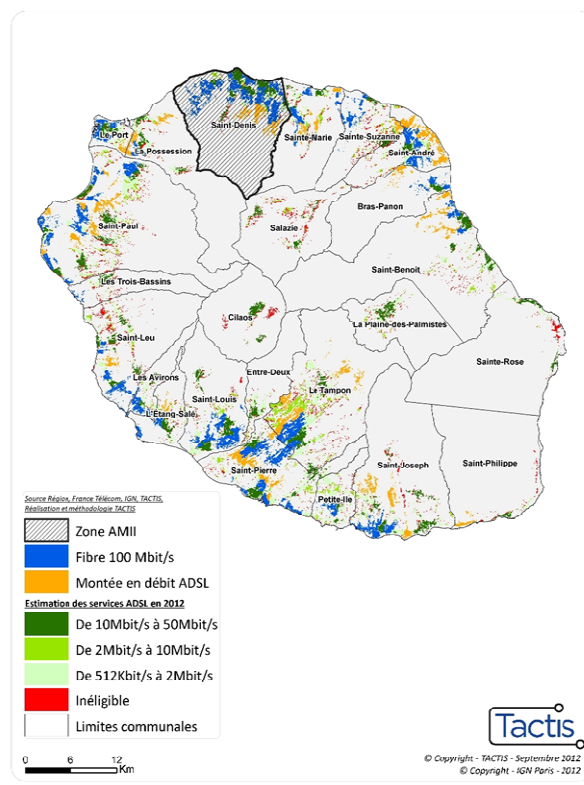 Saint-Denis
Le Port
La Possession
Sainte-Marie
Sainte-Suzanne
Saint-André
Bras-Panon
Saint-Paul
Salazie
Saint-Benoit
Les Trois-Bassins
Cilaos
La Plaine-des-Palmistes
Saint-Leu
Sainte-Rose
Entre-Deux
Les Avirons
Le Tampon
Saint-Louis
L'Etang-Salé
Saint-Pierre
Saint-Joseph
Saint-Philippe
Petite-Ile
Source Région, France Télécom, IGN, TACTIS,
Réalisation et méthodologie TACTIS
Zone AMII
Fibre 100 Mbit/s
Montée en débit ADSL
Estimation des services ADSL en 2012
De 10Mbit/s à 50Mbit/s
De 2Mbit/s à 10Mbit/s
De 512Kbit/s à 2Mbit/s
Inéligible
Limites communales
0 6 12
Km
Tactis
© Copyright - TACTIS - Septembre 2012
© Copyright - IGN Paris - 2012